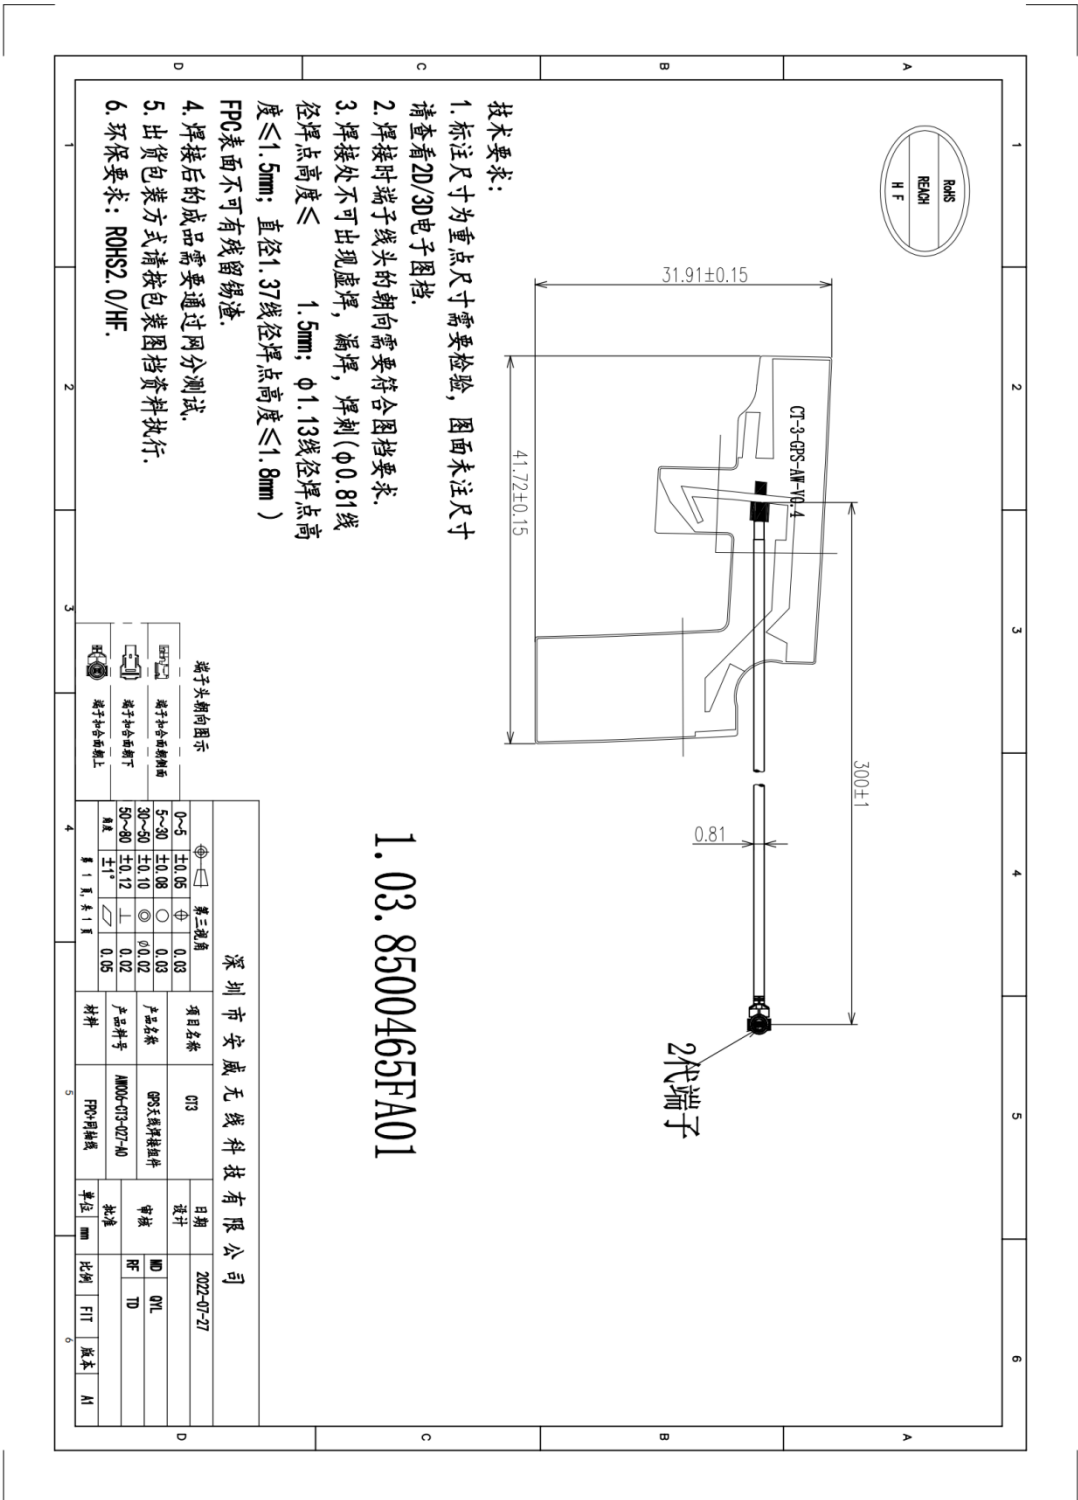 RoHS
REACH
H F
31.91±0.15
41.72±0.15
CT-3-GPS-AW-V0.4
300±1
0.81
2代端子
1.03.8500465FA01
技术要求:
1.标注尺寸为重点尺寸需要检验, 图面未注尺寸
请查看2D/3D电子图档.
2.焊接时端子线头的朝向需要符合图档要求.
3.焊接处不可出现虚焊, 漏焊, 焊刺(ϕ0.81线
径焊点高度≤ 1.5mm; ϕ1.13线径焊点高
度≤1.5mm; 直径1.37线径焊点高度≤1.8mm )
FPC表面不可有残留锡渣.
4.焊接后的成品需要通过网分测试.
5.出货包装方式请按包装图档资料执行.
6.环保要求: ROHS2.0/HF.
端子头朝向图示
端子扣合面朝侧面
端子扣合面朝下
端子扣合面朝上
第三视角
0~5 ±0.05 0.03
5~30 ±0.08 0.03
30~50 ±0.10 ϕ0.02
50~80 ±0.12 0.02
角度 ±1° 0.05
第 1 页, 共 1 页
深圳市安威无线科技有限公司
项目名称 CT3 日期 2022-07-27
设计
产品名称 GPS天线焊接组件 审核 MD QYL
RF TD
产品料号 AW006-CT3-027-A0 批准
材料 FPC+同轴线 单位 mm 比例 FIT 版本 A1
1 2 3 4 5 6
A B C D
1 2 3 4 5 6
A B C D